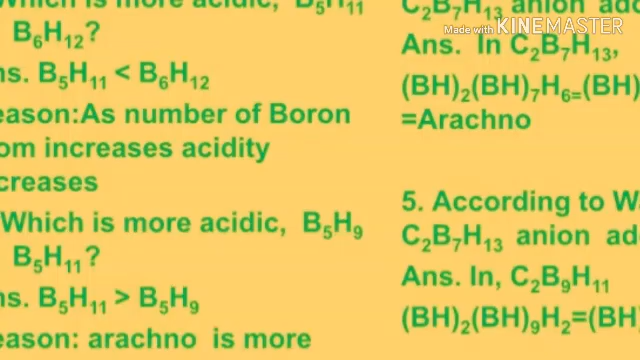 Which is more acidic, B₅H₁₁
B₆H₁₂?
ns. B₅H₁₁ < B₆H₁₂
eason:As number of Boron
om increases acidity
creases
Which is more acidic, B₅H₉
B₅H₁₁?
ns. B₅H₁₁ > B₅H₉
eason: arachno is more
C₂B₇H₁₃ anion add
Made with KINEMASTER
Ans. In C₂B₇H₁₃,
(BH)₂(BH)₇H₆₌(BH)
=Arachno
5. According to W
C₂B₇H₁₃ anion ad
Ans. In, C₂B₉H₁₁
(BH)₂(BH)₉H₂=(BH)